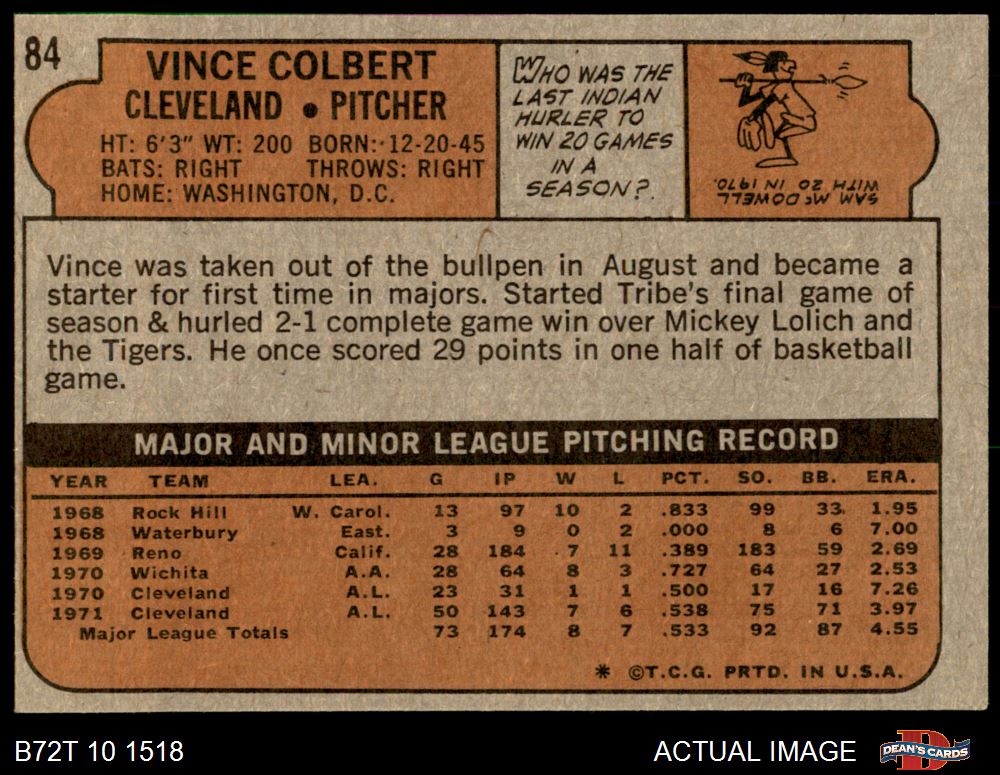 84
VINCE COLBERT
CLEVELAND • PITCHER
HT: 6'3" WT: 200 BORN: 12-20-45
BATS: RIGHT THROWS: RIGHT
HOME: WASHINGTON, D.C.
WHO WAS THE
LAST INDIAN
HURLER TO
WIN 20 GAMES
IN A
SEASON?
SAM McDOWELL
WITH 20 IN 1970.
Vince was taken out of the bullpen in August and became a
starter for first time in majors. Started Tribe's final game of
season & hurled 2-1 complete game win over Mickey Lolich and
the Tigers. He once scored 29 points in one half of basketball
game.
MAJOR AND MINOR LEAGUE PITCHING RECORD
YEAR TEAM LEA. G IP W L PCT. SO. BB. ERA.
1968 Rock Hill W. Carol. 13 97 10 2 .833 99 33 1.95
1968 Waterbury East. 3 9 0 2 .000 8 6 7.00
1969 Reno Calif. 28 184 7 11 .389 183 59 2.69
1970 Wichita A.A. 28 64 8 3 .727 64 27 2.53
1970 Cleveland A.L. 23 31 1 1 .500 17 16 7.26
1971 Cleveland A.L. 50 143 7 6 .538 75 71 3.97
Major League Totals 73 174 8 7 .533 92 87 4.55
* ©T.C.G. PRTD. IN U.S.A.
B72T 10 1518
ACTUAL IMAGE
DEAN'S CARDS